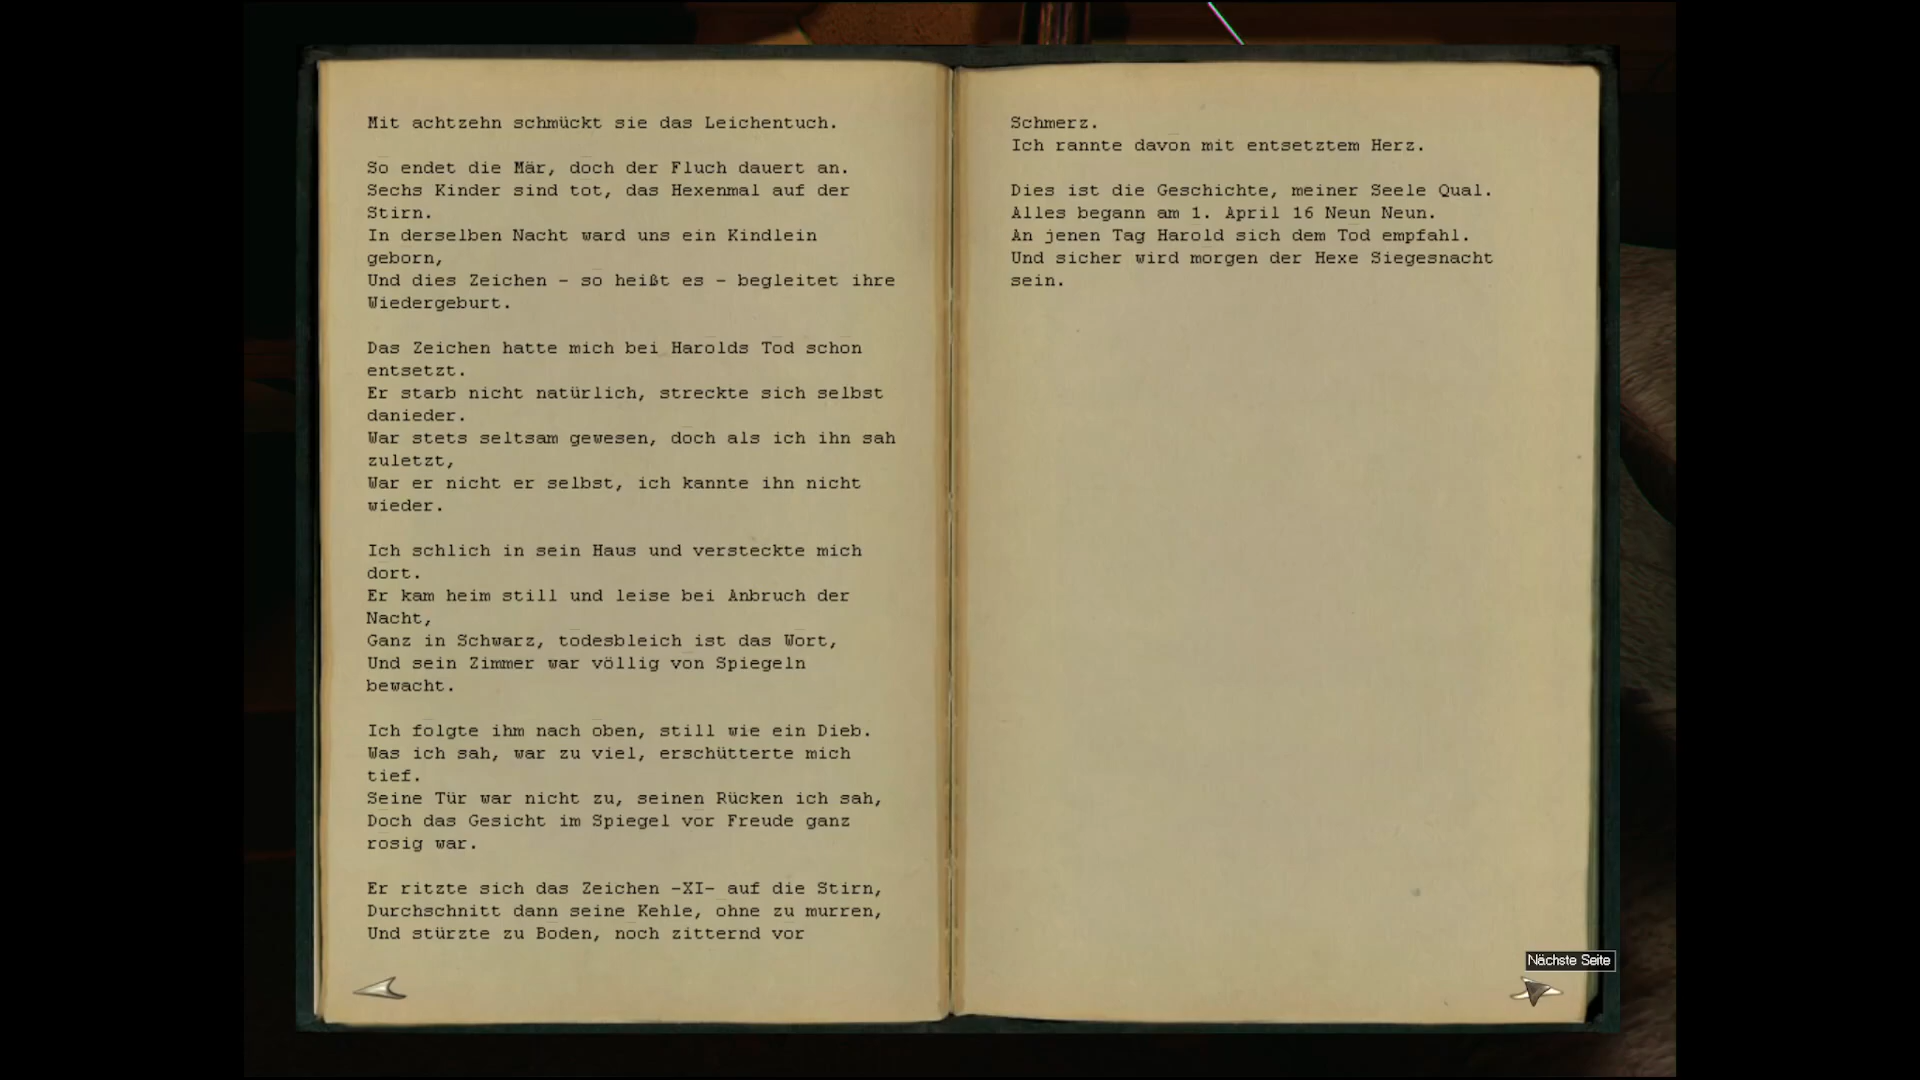 Mit achtzehn schmückt sie das Leichentuch.
So endet die Mär, doch der Fluch dauert an.
Sechs Kinder sind tot, das Hexenmal auf der
Stirn.
In derselben Nacht ward uns ein Kindlein
geborn,
Und dies Zeichen - so heißt es - begleitet ihre
Wiedergeburt.
Das Zeichen hatte mich bei Harolds Tod schon
entsetzt.
Er starb nicht natürlich, streckte sich selbst
danieder.
War stets seltsam gewesen, doch als ich ihn sah
zuletzt,
War er nicht er selbst, ich kannte ihn nicht
wieder.
Ich schlich in sein Haus und versteckte mich
dort.
Er kam heim still und leise bei Anbruch der
Nacht,
Ganz in Schwarz, todesbleich ist das Wort,
Und sein Zimmer war völlig von Spiegeln
bewacht.
Ich folgte ihm nach oben, still wie ein Dieb.
Was ich sah, war zu viel, erschütterte mich
tief.
Seine Tür war nicht zu, seinen Rücken ich sah,
Doch das Gesicht im Spiegel vor Freude ganz
rosig war.
Er ritzte sich das Zeichen -XI- auf die Stirn,
Durchschnitt dann seine Kehle, ohne zu murren,
Und stürzte zu Boden, noch zitternd vor
Schmerz.
Ich rannte davon mit entsetztem Herz.
Dies ist die Geschichte, meiner Seele Qual.
Alles begann am 1. April 16 Neun Neun.
An jenen Tag Harold sich dem Tod empfahl.
Und sicher wird morgen der Hexe Siegesnacht
sein.
Nächste Seite